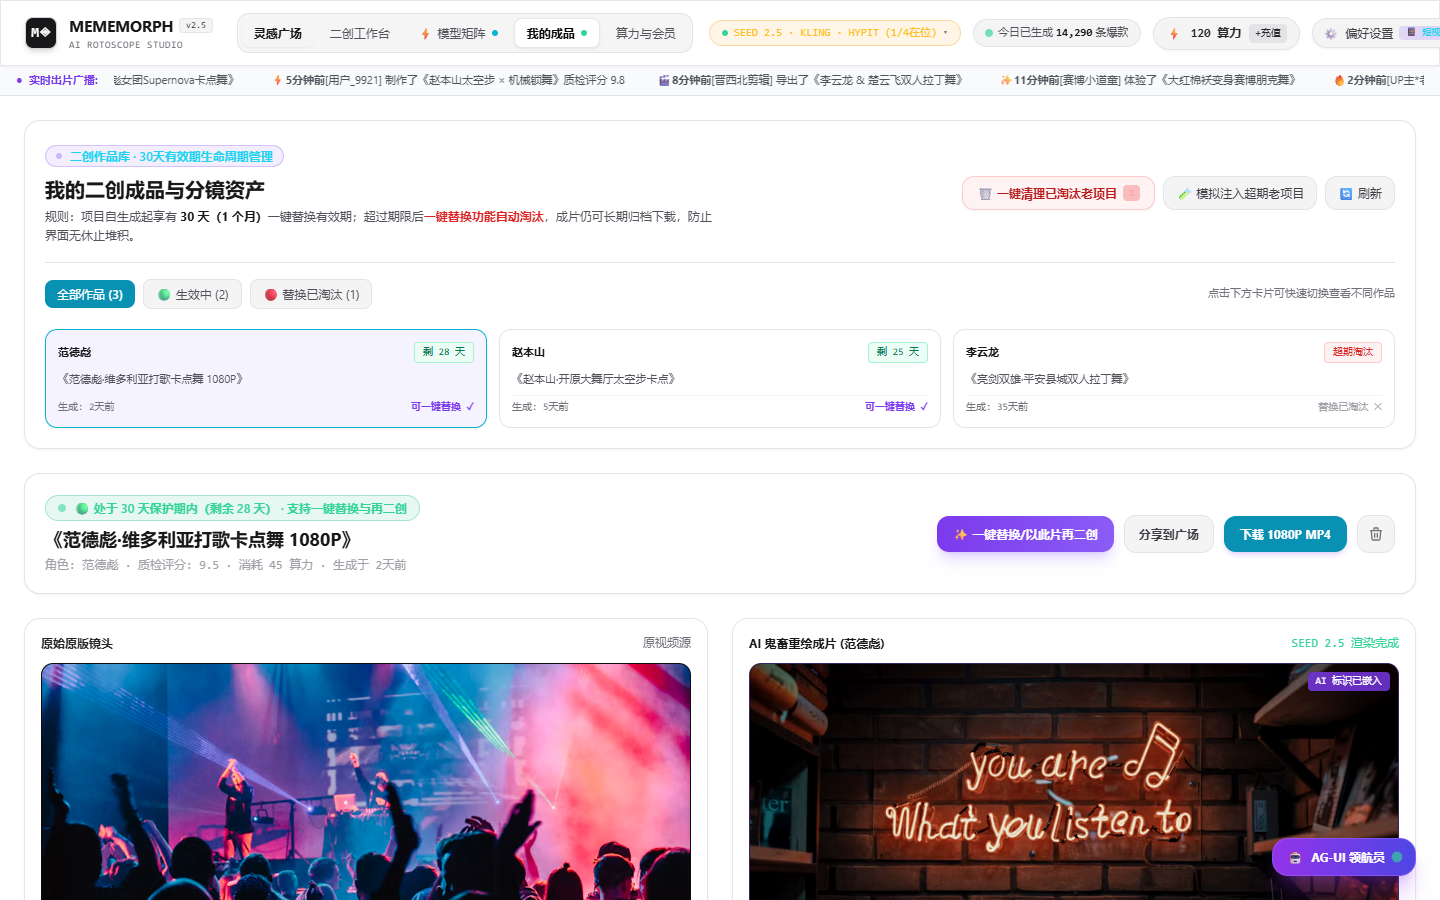 MEMEMORPH v2.5
AI ROTOSCOPE STUDIO
灵感广场
二创工作台
模型矩阵
我的成品
算力与会员
SEED 2.5 · KLING · HYPIT (1/4在位)
今日已生成 14,290 条爆款
120 算力 +充值
偏好设置
实时出片广播:
女团Supernova卡点舞》
5分钟前[用户_9921] 制作了《赵本山太空步 × 机械锁舞》质检评分 9.8
8分钟前[晋西北剪辑] 导出了《李云龙 & 楚云飞双人拉丁舞》
11分钟前[赛博小道童] 体验了《大红棉袄变身赛博朋克舞》
2分钟前[UP主*
二创作品库 · 30天有效期生命周期管理
我的二创成品与分镜资产
规则：项目自生成起享有 30 天（1 个月）一键替换有效期；超过期限后一键替换功能自动淘汰，成片仍可长期归档下载，防止
界面无休止堆积。
一键清理已淘汰老项目 1
模拟注入超期老项目
刷新
全部作品 (3)
生效中 (2)
替换已淘汰 (1)
点击下方卡片可快速切换查看不同作品
范德彪
剩 28 天
《范德彪·维多利亚打歌卡点舞 1080P》
生成: 2天前
可一键替换 ✓
赵本山
剩 25 天
《赵本山·开原大舞厅太空步卡点》
生成: 5天前
可一键替换 ✓
李云龙
超期淘汰
《亮剑双雄·平安县城双人拉丁舞》
生成: 35天前
替换已淘汰 ✕
处于 30 天保护期内（剩余 28 天） · 支持一键替换与再二创
《范德彪·维多利亚打歌卡点舞 1080P》
角色: 范德彪 · 质检评分: 9.5 · 消耗 45 算力 · 生成于 2天前
一键替换/以此片再二创
分享到广场
下载 1080P MP4
原始原版镜头
原视频源
AI 鬼畜重绘成片 (范德彪)
SEED 2.5 渲染完成
AI 标识已嵌入
you are
What you listen to
AG-UI 领航员